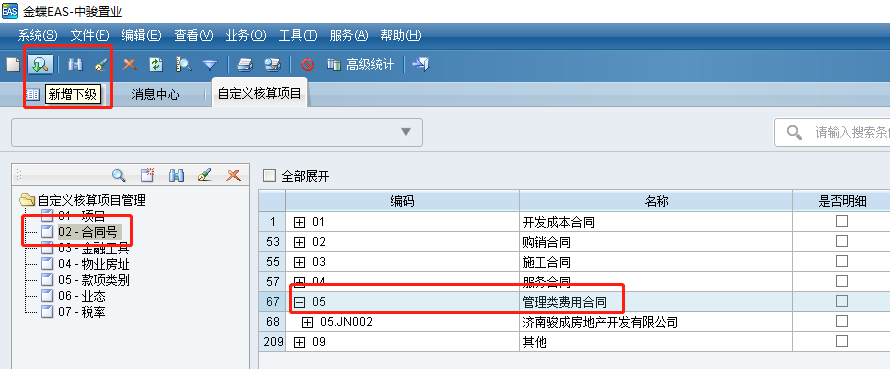 金蝶EAS-中骏置业
系统(S) 文件(F) 编辑(E) 查看(V) 业务(O) 工具(T) 服务(A) 帮助(H)
高级统计
新增下级 消息中心 自定义核算项目
请输入搜索条
全部展开
自定义核算项目管理
01 - 项目
02 - 合同号
03 - 金融工具
04 - 物业房址
05 - 款项类别
06 - 业态
07 - 税率
编码 名称 是否明细
1 01 开发成本合同
53 02 购销合同
55 03 施工合同
57 04 服务合同
67 05 管理类费用合同
68 05.JN002 济南骏成房地产开发有限公司
209 09 其他